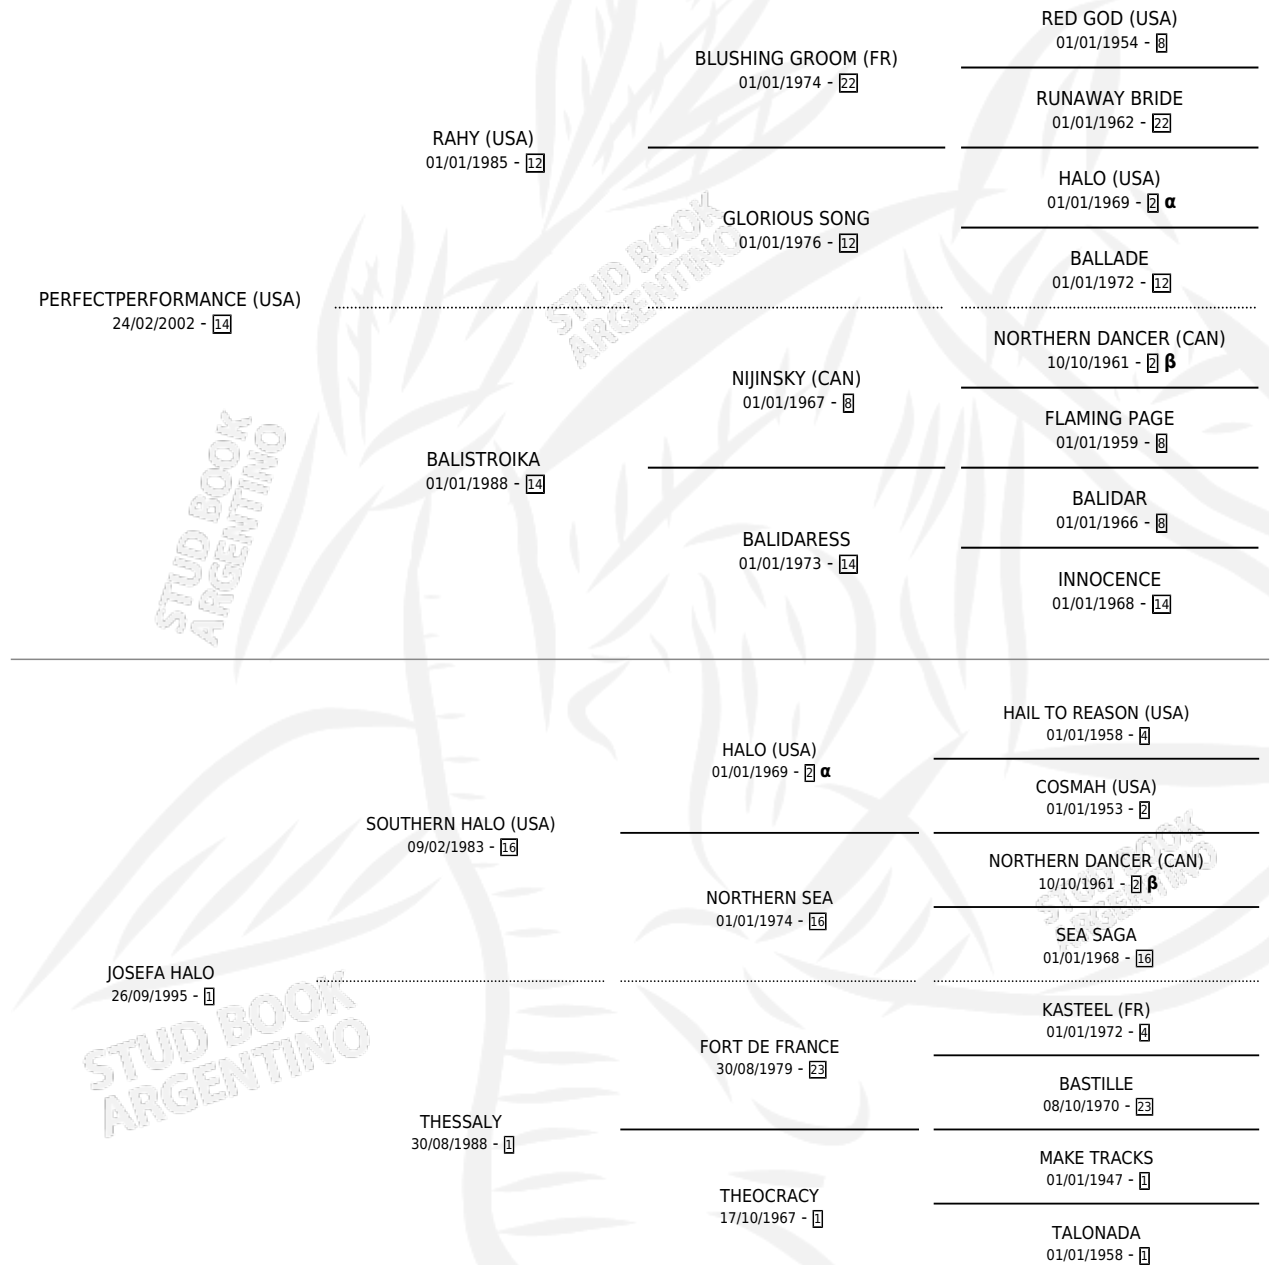 RED GOD (USA)
01/01/1954 - 8
BLUSHING GROOM (FR)
01/01/1974 - 22
RUNAWAY BRIDE
01/01/1962 - 22
RAHY (USA)
01/01/1985 - 12
HALO (USA)
01/01/1969 - 2 α
GLORIOUS SONG
01/01/1976 - 12
BALLADE
01/01/1972 - 12
PERFECTPERFORMANCE (USA)
24/02/2002 - 14
NORTHERN DANCER (CAN)
10/10/1961 - 2 β
NIJINSKY (CAN)
01/01/1967 - 8
FLAMING PAGE
01/01/1959 - 8
BALISTROIKA
01/01/1988 - 14
BALIDAR
01/01/1966 - 8
BALIDARESS
01/01/1973 - 14
INNOCENCE
01/01/1968 - 14
HAIL TO REASON (USA)
01/01/1958 - 4
HALO (USA)
01/01/1969 - 2 α
COSMAH (USA)
01/01/1953 - 2
SOUTHERN HALO (USA)
09/02/1983 - 16
NORTHERN DANCER (CAN)
10/10/1961 - 2 β
NORTHERN SEA
01/01/1974 - 16
SEA SAGA
01/01/1968 - 16
JOSEFA HALO
26/09/1995 - 1
KASTEEL (FR)
01/01/1972 - 4
FORT DE FRANCE
30/08/1979 - 23
BASTILLE
08/10/1970 - 23
THESSALY
30/08/1988 - 1
MAKE TRACKS
01/01/1947 - 1
THEOCRACY
17/10/1967 - 1
TALONADA
01/01/1958 - 1
STUD BOOK
ARGENTINO
STUD BOOK
ARGENTINO
STUD BOOK
ARGENTINO
STUD BOOK
ARGENTINO